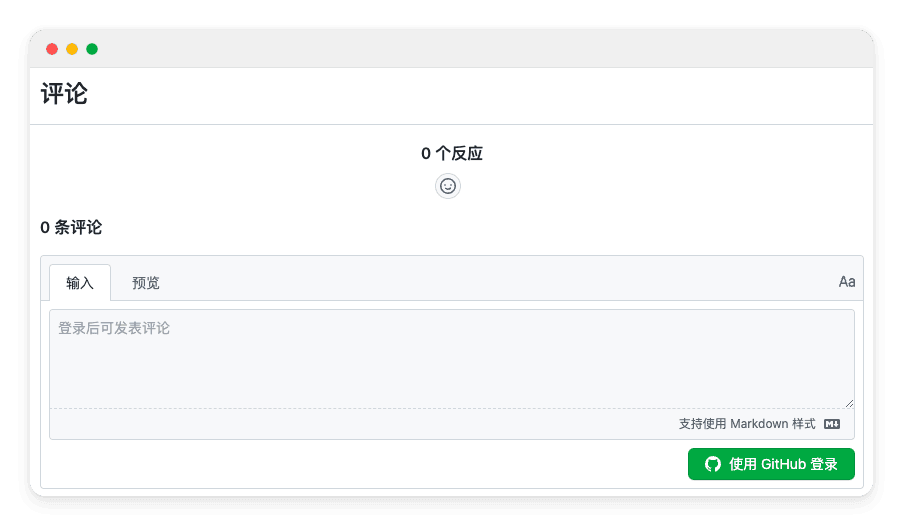 评论
0 个反应
0 条评论
输入
预览
Aa
登录后可发表评论
支持使用 Markdown 样式
使用 GitHub 登录